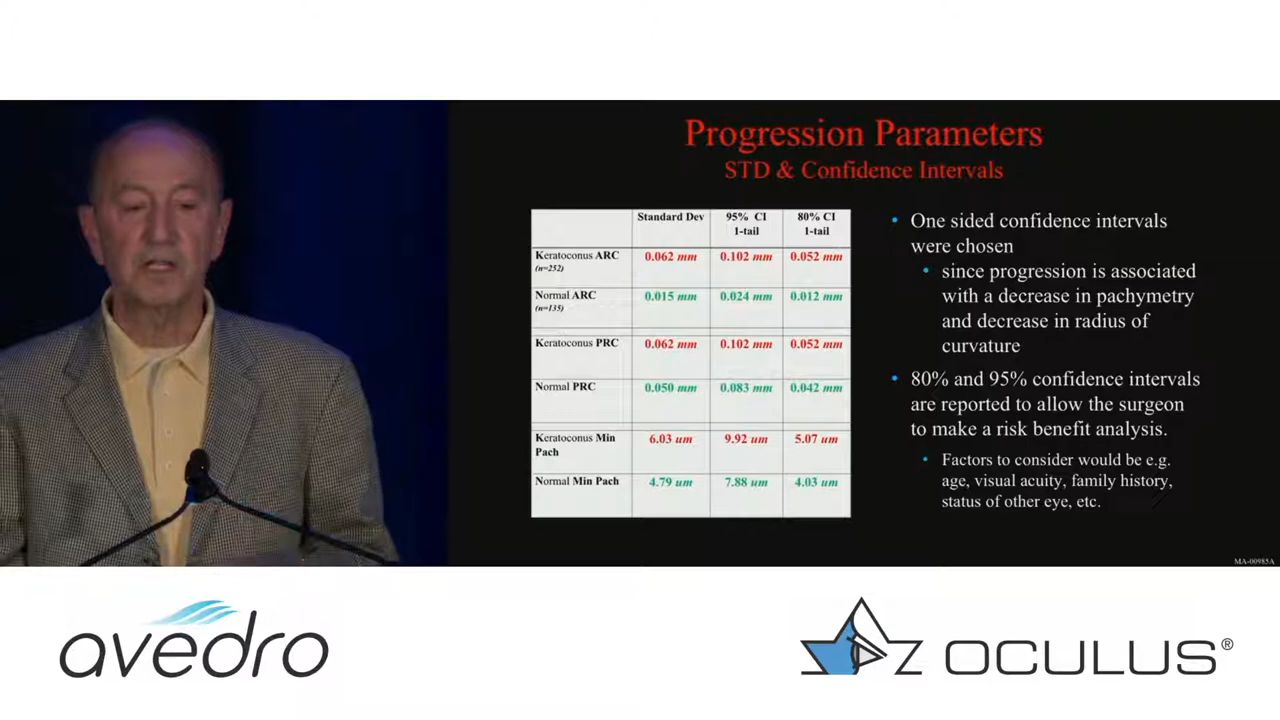 Progression Parameters
STD & Confidence Intervals
Standard Dev
95% CI
1-tail
80% CI
1-tail
Keratoconus ARC
(n=252)
0.062 mm
0.102 mm
0.052 mm
Normal ARC
(n=135)
0.015 mm
0.024 mm
0.012 mm
Keratoconus PRC
0.062 mm
0.102 mm
0.052 mm
Normal PRC
0.050 mm
0.083 mm
0.042 mm
Keratoconus Min
Pach
6.03 um
9.92 um
5.07 um
Normal Min Pach
4.79 um
7.88 um
4.03 um
• One sided confidence intervals
were chosen
• since progression is associated
with a decrease in pachymetry
and decrease in radius of
curvature
• 80% and 95% confidence intervals
are reported to allow the surgeon
to make a risk benefit analysis.
• Factors to consider would be e.g.
age, visual acuity, family history,
status of other eye, etc.
MA-00985A
avedro
OCULUS®